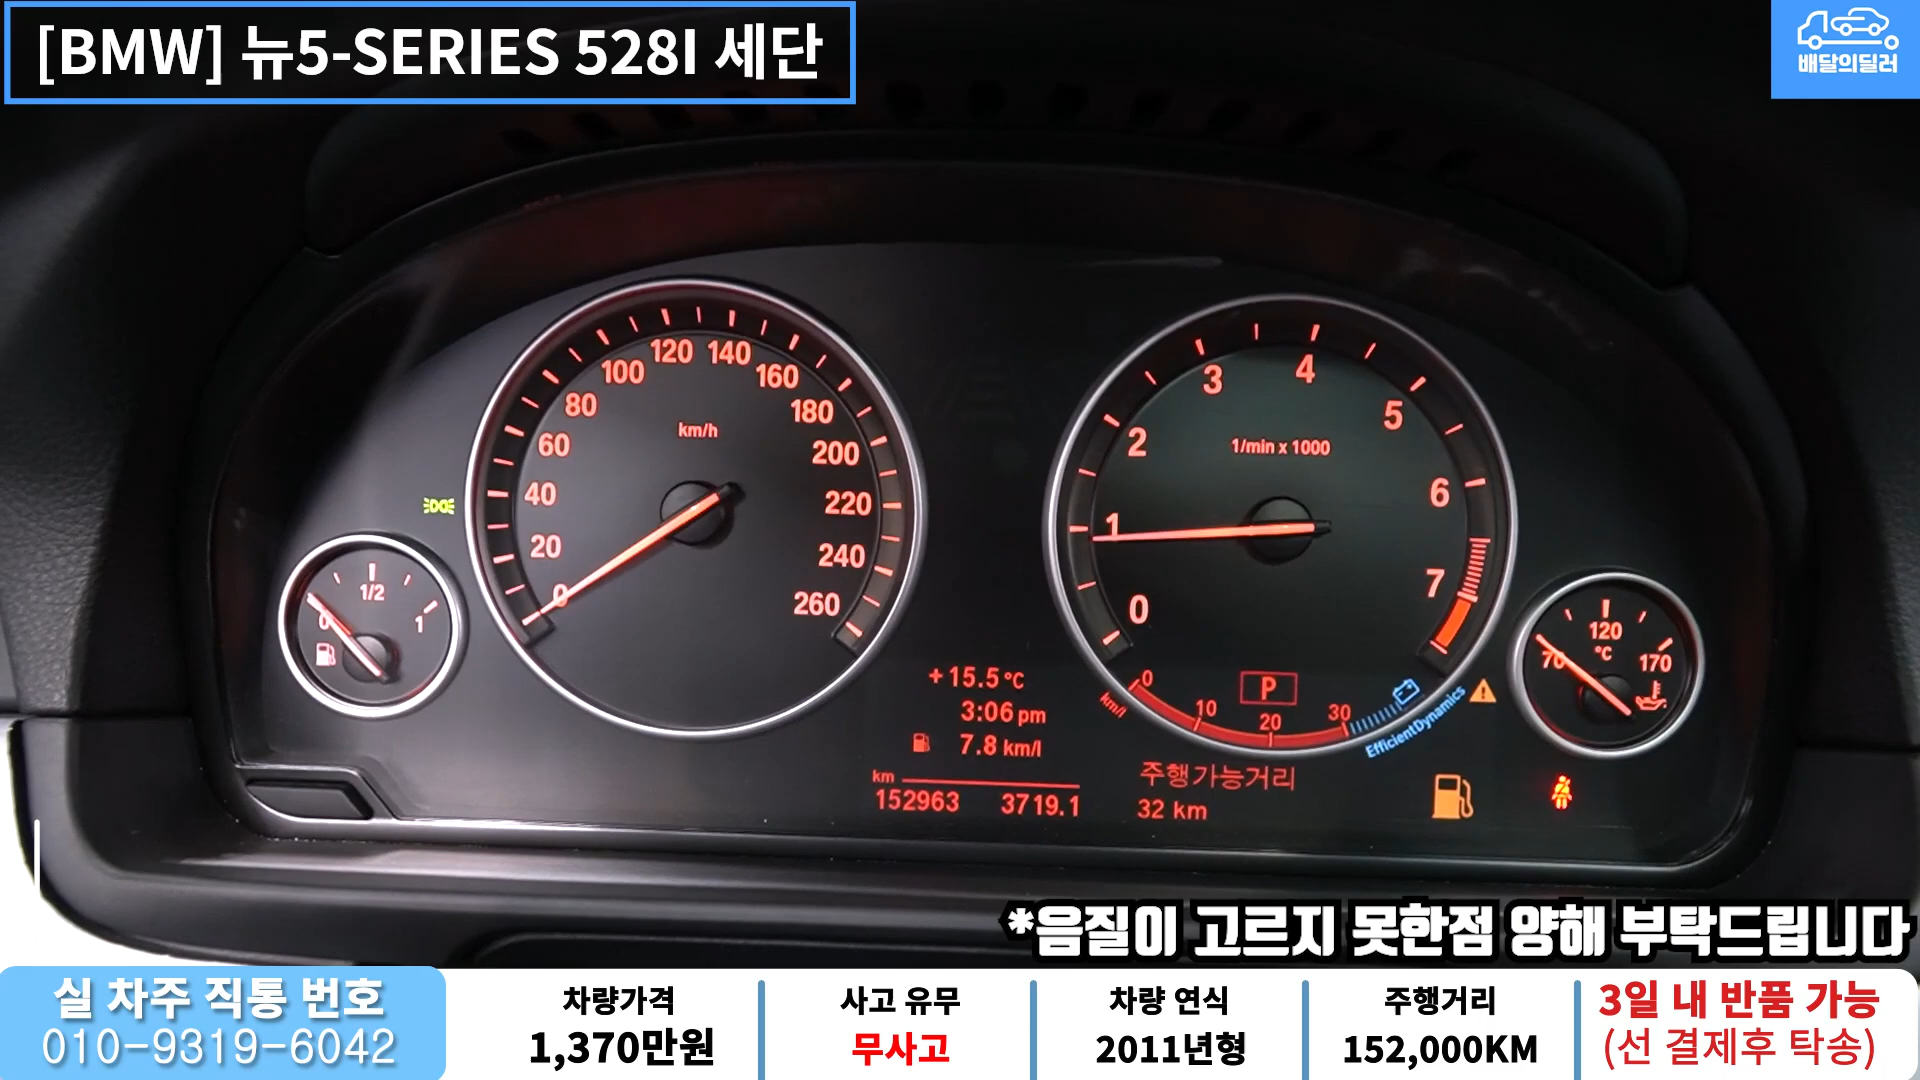 [BMW] 뉴5-SERIES 528I 세단
배달의딜러
0 20 40 60 80 100 120 140 160 180 200 220 240 260
km/h
0 1 2 3 4 5 6 7
1/min x 1000
0 1/2 1
70 120 170
°C
+15.5°C
3:06 pm
7.8 km/l
km
152963 3719.1
P
km/l
0 10 20 30
EfficientDynamics
주행가능거리
32 km
*음질이 고르지 못한점 양해 부탁드립니다
실 차주 직통 번호
010-9319-6042
차량가격
1,370만원
사고 유무
무사고
차량 연식
2011년형
주행거리
152,000KM
3일 내 반품 가능
(선 결제후 탁송)